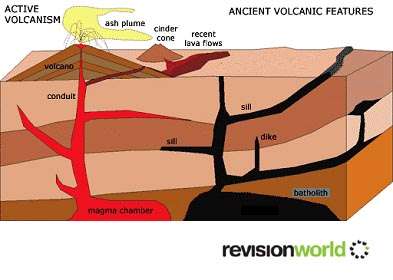 ACTIVE
VOLCANISM
ash plume
ANCIENT VOLCANIC FEATURES
cinder
cone
recent
lava flows
volcano
conduit
sill
sill
dike
batholith
magma chamber
revisionworld